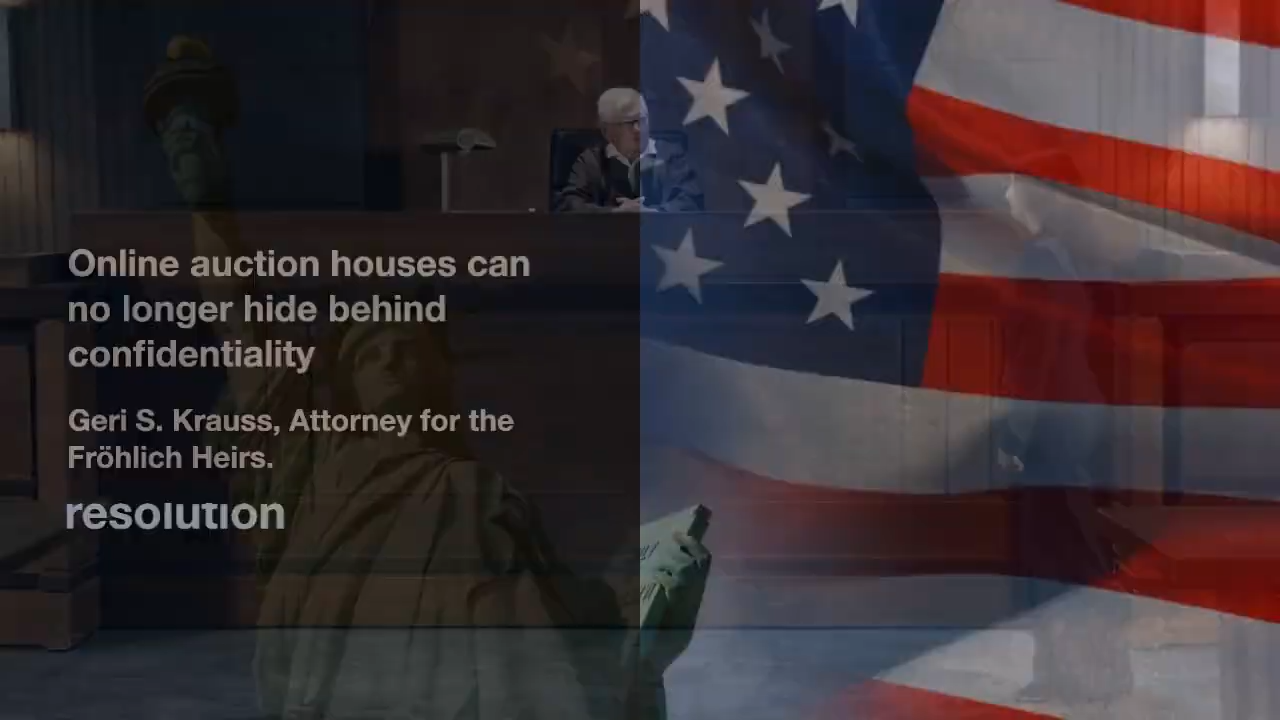 Online auction houses can
no longer hide behind
confidentiality
Geri S. Krauss, Attorney for the
Fröhlich Heirs.
resolution